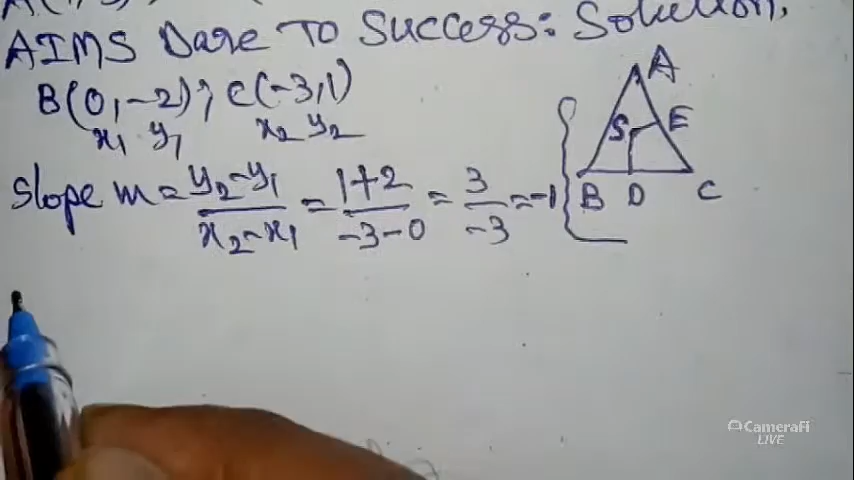 AIMS Dare To Success: Solution.
B(0,-2); C(-3,1)
x₁ y₁ x₂ y₂
Slope m = y₂-y₁/x₂-x₁ = 1+2/-3-0 = 3/-3 = -1
A
S E
B D C
CameraFi
LIVE